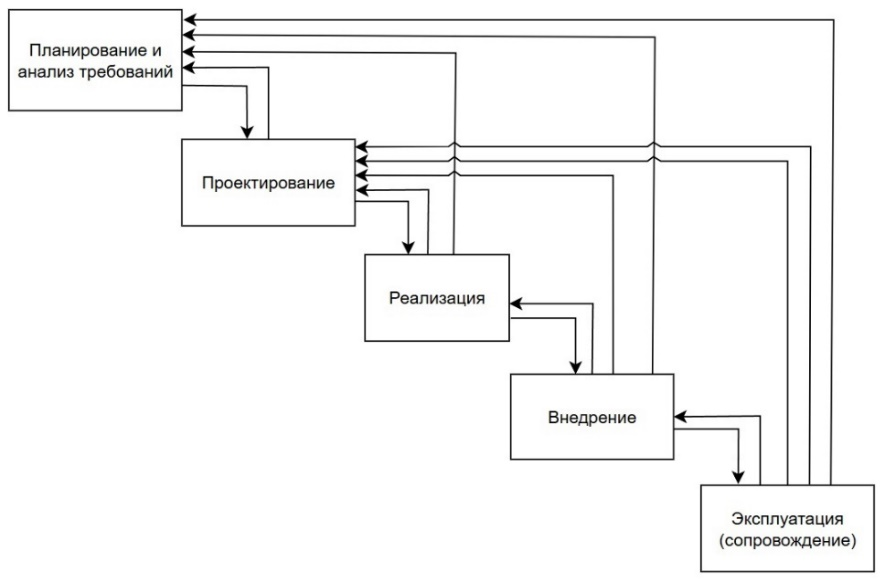 Планирование и
анализ требований
Проектирование
Реализация
Внедрение
Эксплуатация
(сопровождение)